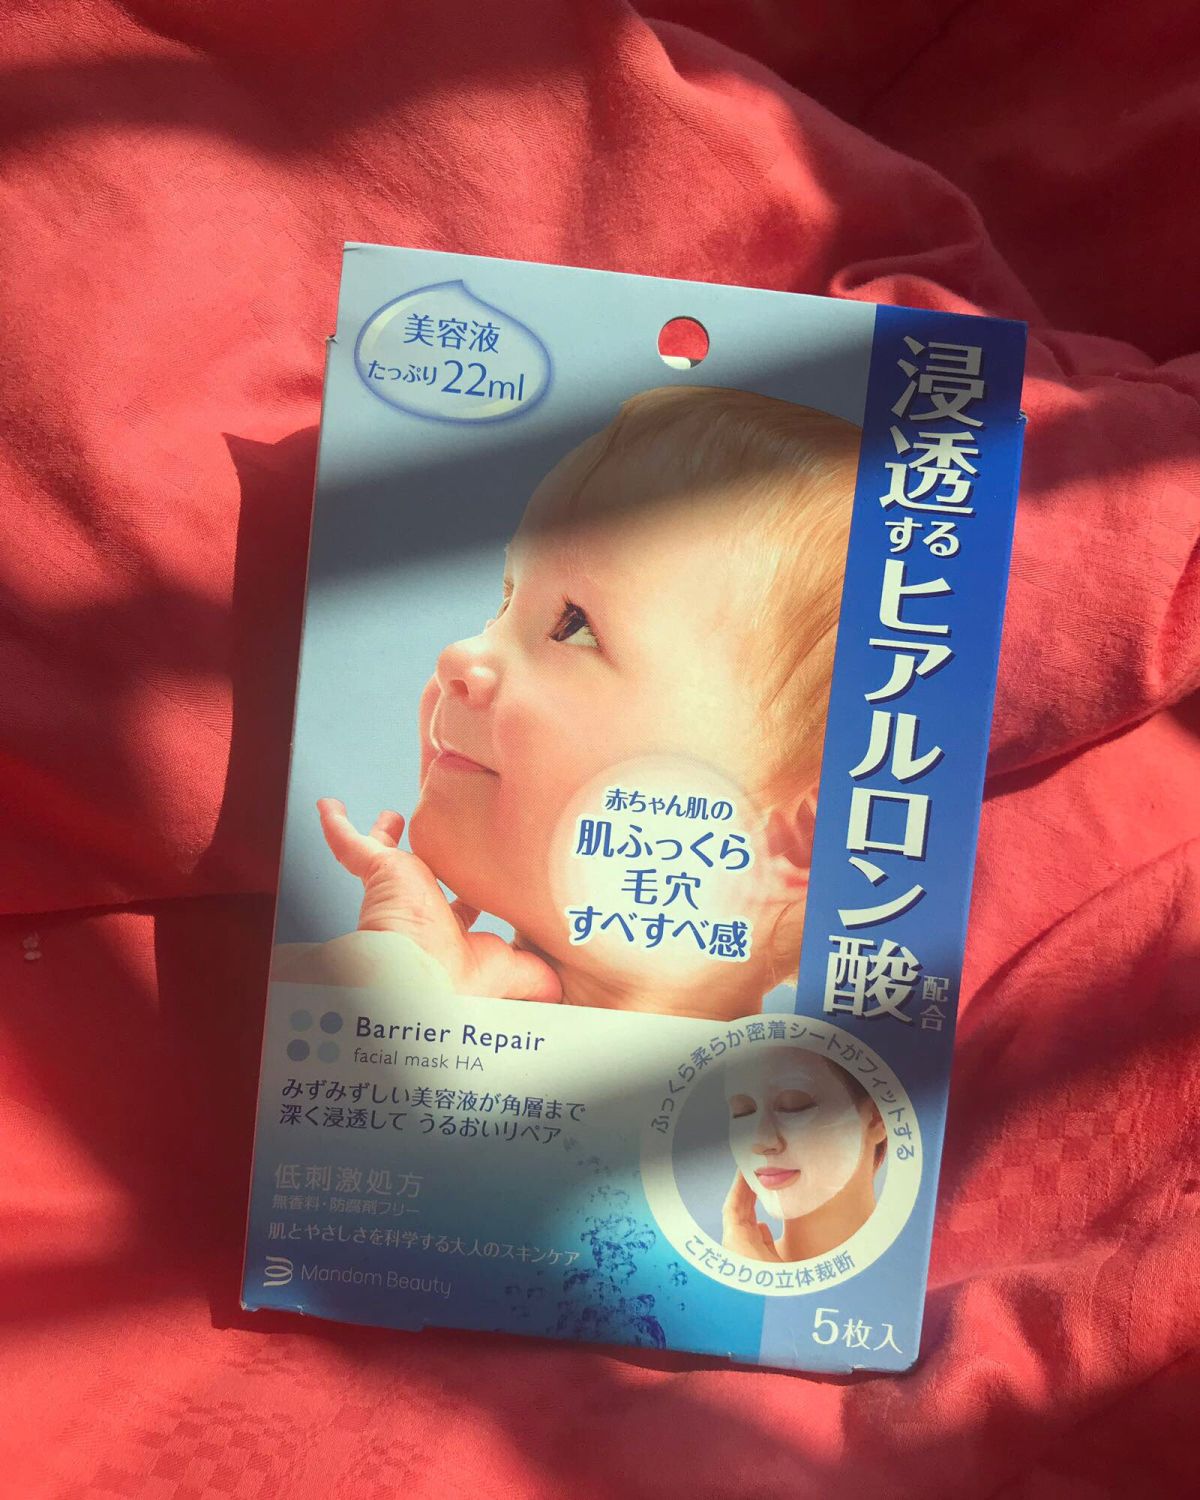 美容液
たっぷり22ml
浸透するヒアルロン酸
配合
赤ちゃん肌の
肌ふっくら
毛穴
すべすべ感
Barrier Repair
facial mask HA
みずみずしい美容液が角層まで
深く浸透して うるおいリペア
低刺激処方
無香料・防腐剤フリー
肌とやさしさを科学する大人のスキンケア
Mandom Beauty
ふっくら柔らか密着シートがフィットする
こだわりの立体裁断
5枚入